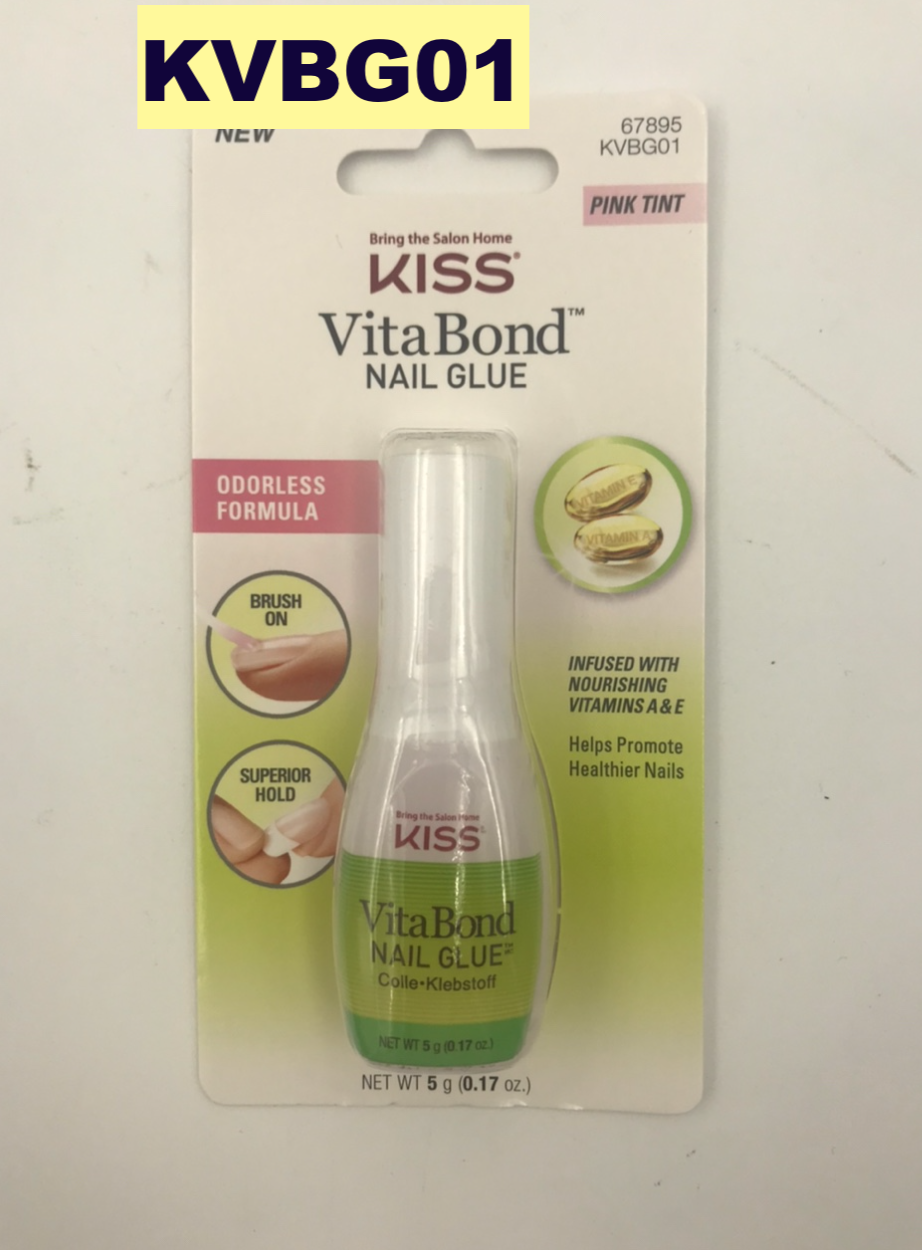 KVBG01
NEW
67895
KVBG01
PINK TINT
Bring the Salon Home
KISS®
VitaBond™
NAIL GLUE
ODORLESS
FORMULA
VITAMIN E
VITAMIN A
BRUSH
ON
INFUSED WITH
NOURISHING
VITAMINS A & E
Helps Promote
Healthier Nails
SUPERIOR
HOLD
Bring the Salon Home
KISS
VitaBond
NAIL GLUE
Colle•Klebstoff
NET WT 5 g (0.17 oz.)
NET WT 5 g (0.17 oz.)